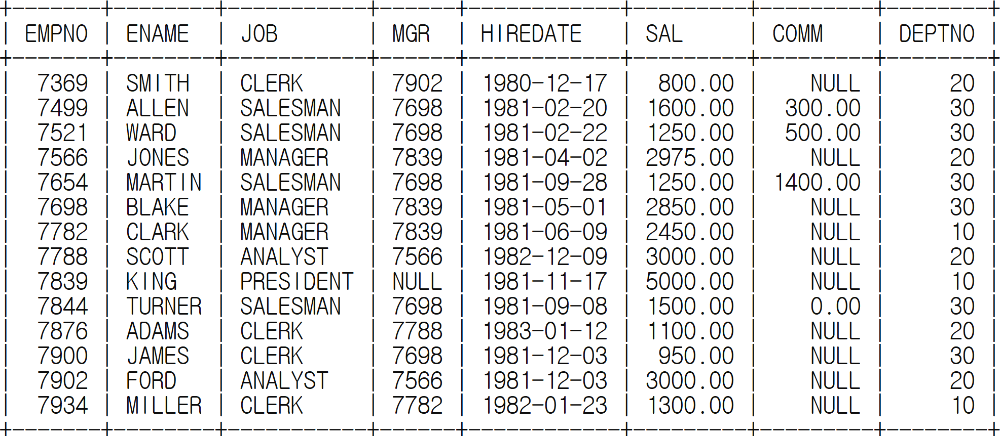 +-------+--------+-----------+------+------------+---------+---------+--------+
| EMPNO | ENAME  | JOB       | MGR  | HIREDATE   | SAL     | COMM    | DEPTNO |
+-------+--------+-----------+------+------------+---------+---------+--------+
|  7369 | SMITH  | CLERK     | 7902 | 1980-12-17 |  800.00 |    NULL |     20 |
|  7499 | ALLEN  | SALESMAN  | 7698 | 1981-02-20 | 1600.00 |  300.00 |     30 |
|  7521 | WARD   | SALESMAN  | 7698 | 1981-02-22 | 1250.00 |  500.00 |     30 |
|  7566 | JONES  | MANAGER   | 7839 | 1981-04-02 | 2975.00 |    NULL |     20 |
|  7654 | MARTIN | SALESMAN  | 7698 | 1981-09-28 | 1250.00 | 1400.00 |     30 |
|  7698 | BLAKE  | MANAGER   | 7839 | 1981-05-01 | 2850.00 |    NULL |     30 |
|  7782 | CLARK  | MANAGER   | 7839 | 1981-06-09 | 2450.00 |    NULL |     10 |
|  7788 | SCOTT  | ANALYST   | 7566 | 1982-12-09 | 3000.00 |    NULL |     20 |
|  7839 | KING   | PRESIDENT | NULL | 1981-11-17 | 5000.00 |    NULL |     10 |
|  7844 | TURNER | SALESMAN  | 7698 | 1981-09-08 | 1500.00 |    0.00 |     30 |
|  7876 | ADAMS  | CLERK     | 7788 | 1983-01-12 | 1100.00 |    NULL |     20 |
|  7900 | JAMES  | CLERK     | 7698 | 1981-12-03 |  950.00 |    NULL |     30 |
|  7902 | FORD   | ANALYST   | 7566 | 1981-12-03 | 3000.00 |    NULL |     20 |
|  7934 | MILLER | CLERK     | 7782 | 1982-01-23 | 1300.00 |    NULL |     10 |
+-------+--------+-----------+------+------------+---------+---------+--------+